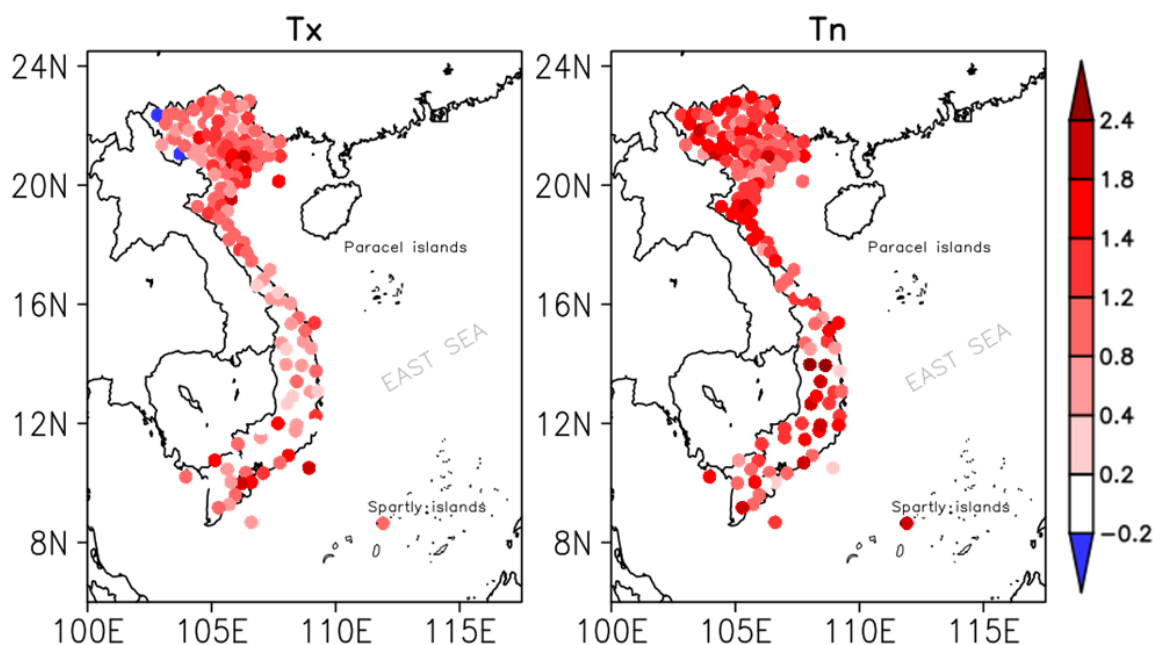 Tx
Tn
24N
20N
16N
12N
8N
100E
105E
110E
115E
Paracel islands
EAST SEA
Spartly islands
24N
20N
16N
12N
8N
100E
105E
110E
115E
Paracel islands
EAST SEA
Spartly islands
2.4
1.8
1.4
1.2
0.8
0.4
0.2
−0.2